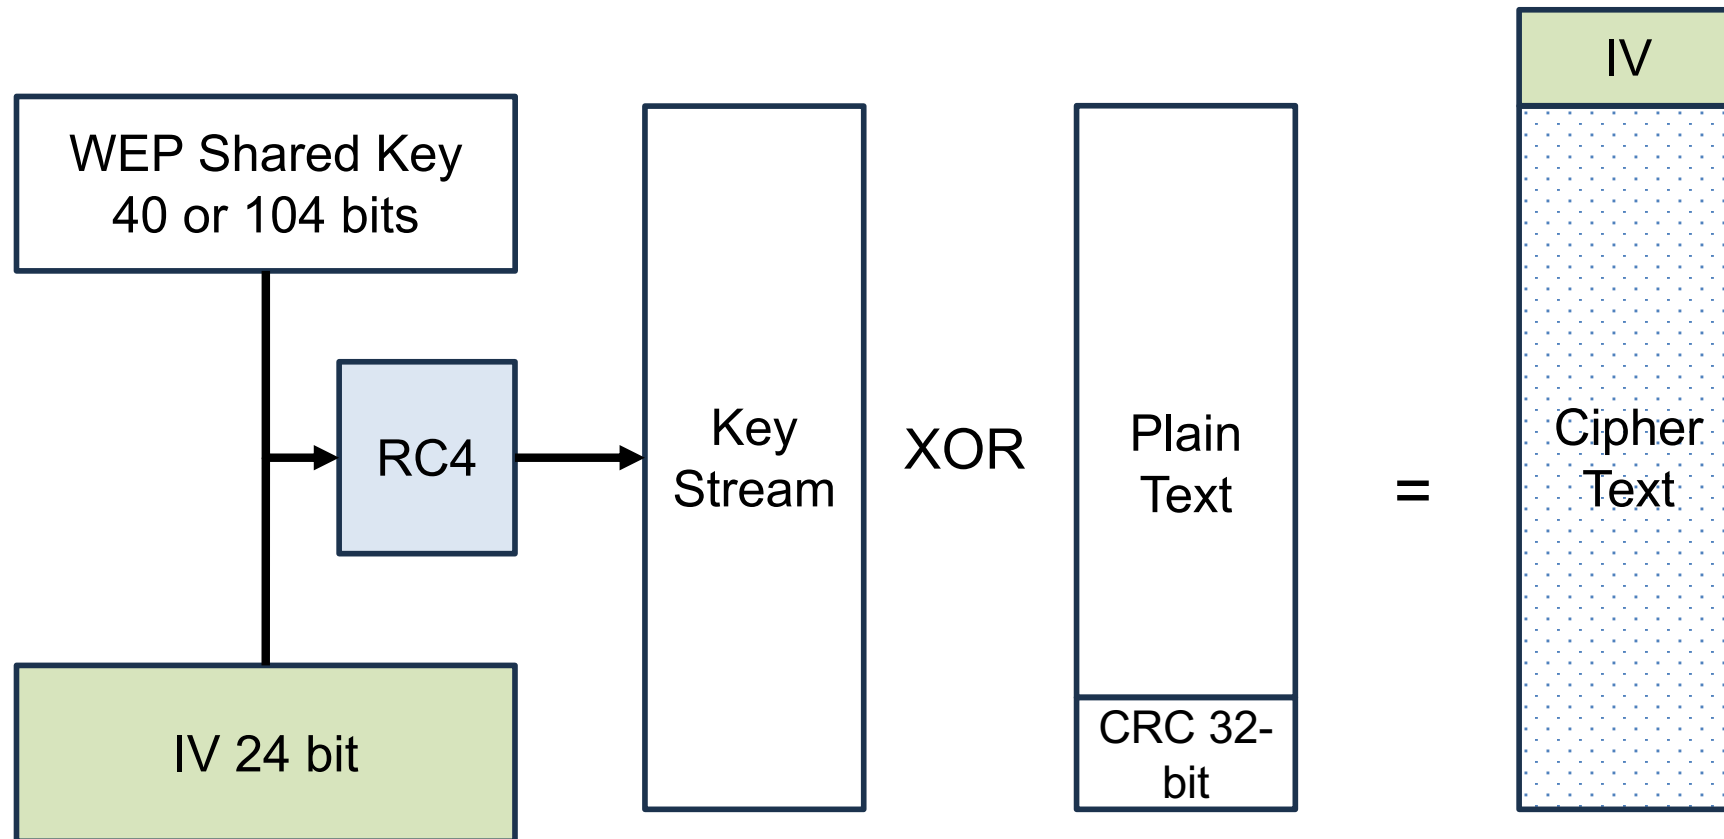 WEP Shared Key
40 or 104 bits
IV 24 bit
RC4
Key
Stream
XOR
Plain
Text
CRC 32-
bit
=
IV
Cipher
Text